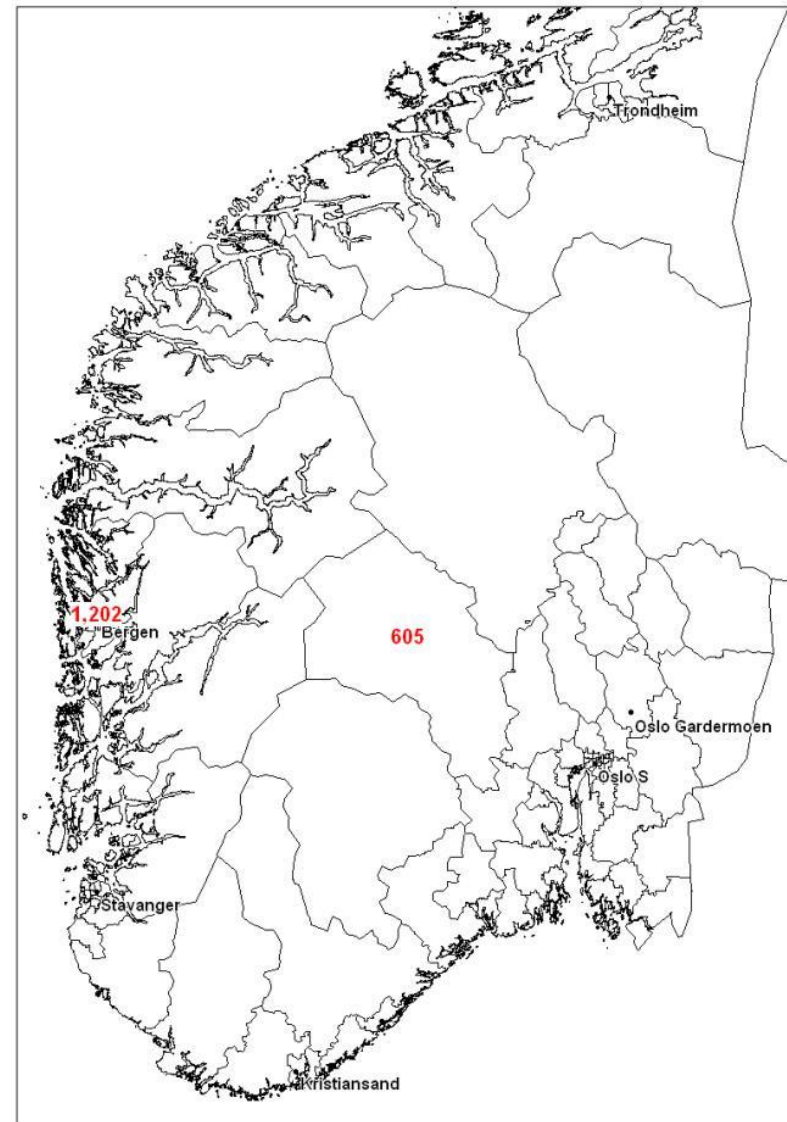 Trondheim
1,202
Bergen
605
Oslo Gardermoen
Oslo S
Stavanger
Kristiansand